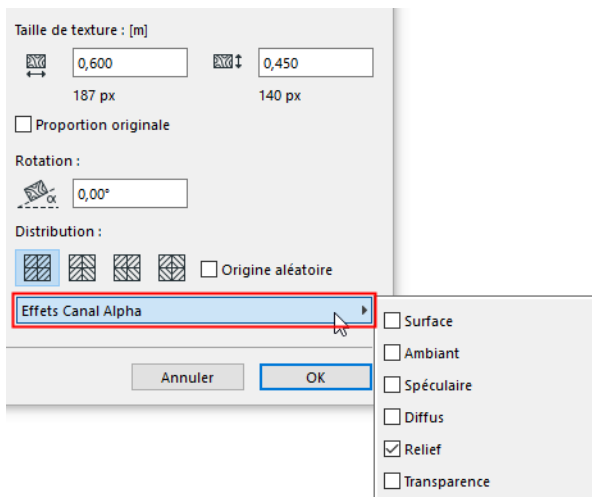 Taille de texture : [m]
0,600 0,450
187 px 140 px
Proportion originale
Rotation :
α 0,00°
Distribution :
Origine aléatoire
Effets Canal Alpha
Surface
Ambiant
Annuler OK
Spéculaire
Diffus
Relief
Transparence